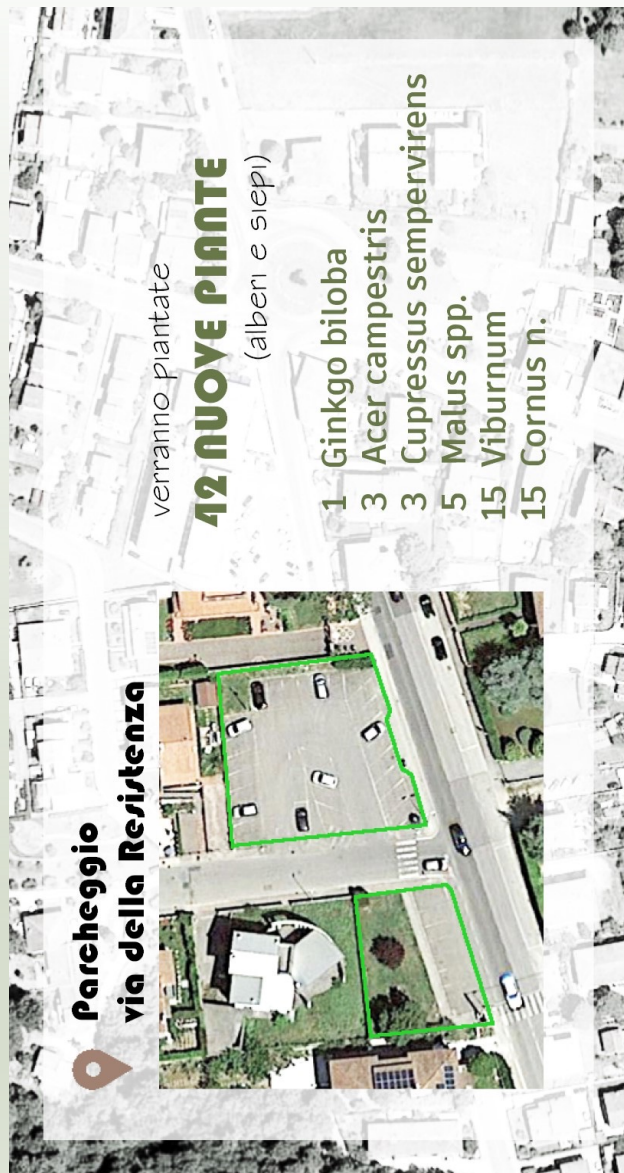 Parcheggio
via della Resistenza
verranno piantate
42 NUOVE PIANTE
(alberi e siepi)
1 Ginkgo biloba
3 Acer campestris
3 Cupressus sempervirens
5 Malus spp.
15 Viburnum
15 Cornus n.